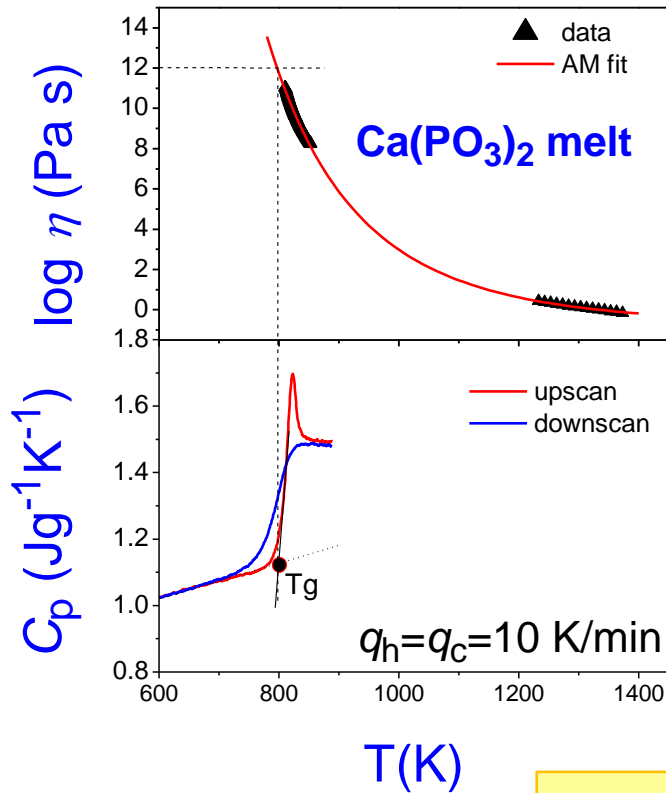 data
AM fit
Ca(PO₃)₂ melt
log η (Pa s)
14
12
10
8
6
4
2
0
1.8
upscan
downscan
Cp (Jg⁻¹K⁻¹)
1.6
1.4
1.2
1.0
0.8
Tg
qh=qc=10 K/min
600
800
1000
1200
1400
T(K)